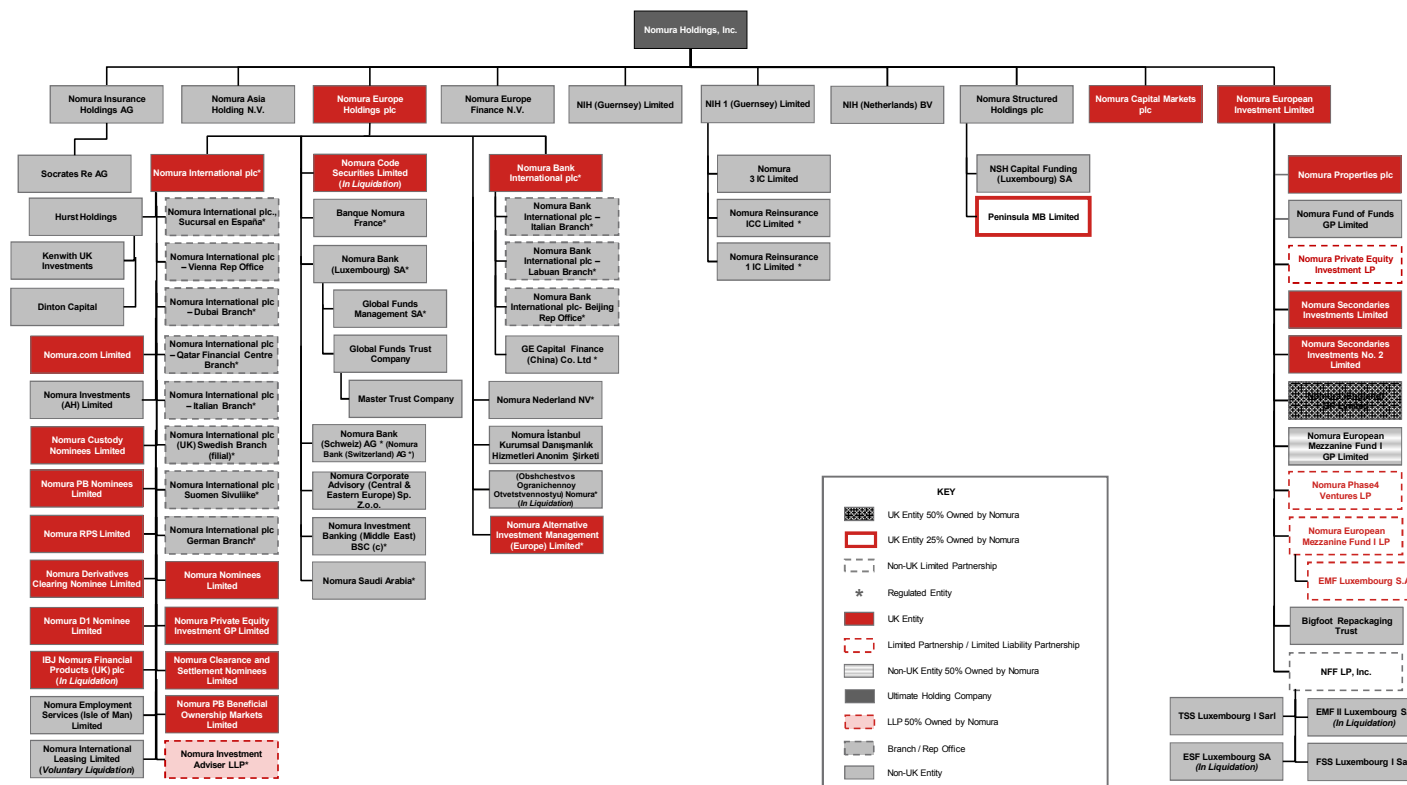 Nomura Holdings, Inc.
Nomura Insurance
Holdings AG
Nomura Asia
Holding N.V.
Nomura Europe
Holdings plc
Nomura Europe
Finance N.V.
NIH (Guernsey) Limited
NIH 1 (Guernsey) Limited
NIH (Netherlands) BV
Nomura Structured
Holdings plc
Nomura Capital Markets
plc
Nomura European
Investment Limited
Socrates Re AG
Hurst Holdings
Kenwith UK
Investments
Dinton Capital
Nomura.com Limited
Nomura Investments
(AH) Limited
Nomura Custody
Nominees Limited
Nomura PB Nominees
Limited
Nomura RPS Limited
Nomura Derivatives
Clearing Nominee Limited
Nomura D1 Nominee
Limited
IBJ Nomura Financial
Products (UK) plc
(In Liquidation)
Nomura Employment
Services (Isle of Man)
Limited
Nomura International
Leasing Limited
(Voluntary Liquidation)
Nomura International plc*
Nomura International plc.,
Sucursal en España*
Nomura International plc
– Vienna Rep Office
Nomura International plc
– Dubai Branch*
Nomura International plc
– Qatar Financial Centre
Branch*
Nomura International plc
– Italian Branch*
Nomura International plc
(UK) Swedish Branch
(filial)*
Nomura International plc
Suomen Sivuliike*
Nomura International plc
German Branch*
Nomura Nominees
Limited
Nomura Private Equity
Investment GP Limited
Nomura Clearance and
Settlement Nominees
Limited
Nomura PB Beneficial
Ownership Markets
Limited
Nomura Investment
Adviser LLP*
Nomura Code
Securities Limited
(In Liquidation)
Banque Nomura
France*
Nomura Bank
(Luxembourg) SA*
Global Funds
Management SA*
Global Funds Trust
Company
Master Trust Company
Nomura Bank
(Schweiz) AG * (Nomura
Bank (Switzerland) AG *)
Nomura Corporate
Advisory (Central &
Eastern Europe) Sp.
Z.o.o.
Nomura Investment
Banking (Middle East)
BSC (c)*
Nomura Saudi Arabia*
Nomura Bank
International plc*
Nomura Bank
International plc –
Italian Branch*
Nomura Bank
International plc –
Labuan Branch*
Nomura Bank
International plc- Beijing
Rep Office*
GE Capital Finance
(China) Co. Ltd *
Nomura Nederland NV*
Nomura İstanbul
Kurumsal Danışmanlık
Hizmetleri Anonim Şirketi
(Obshchestvo s
Ogranichennoy
Otvetstvennostyu) Nomura*
(In Liquidation)
Nomura Alternative
Investment Management
(Europe) Limited*
Nomura
3 IC Limited
Nomura Reinsurance
ICC Limited *
Nomura Reinsurance
1 IC Limited *
NSH Capital Funding
(Luxembourg) SA
Peninsula MB Limited
Nomura Properties plc
Nomura Fund of Funds
GP Limited
Nomura Private Equity
Investment LP
Nomura Secondaries
Investments Limited
Nomura Secondaries
Investments No. 2
Limited
Nomura European
Mezzanine Fund I
GP Limited
Nomura Phase4
Ventures LP
Nomura European
Mezzanine Fund I LP
EMF Luxembourg S.A
Bigfoot Repackaging
Trust
NFF LP, Inc.
TSS Luxembourg I Sarl
EMF II Luxembourg S
(In Liquidation)
ESF Luxembourg SA
(In Liquidation)
FSS Luxembourg I Sa
KEY
UK Entity 50% Owned by Nomura
UK Entity 25% Owned by Nomura
Non-UK Limited Partnership
* Regulated Entity
UK Entity
Limited Partnership / Limited Liability Partnership
Non-UK Entity 50% Owned by Nomura
Ultimate Holding Company
LLP 50% Owned by Nomura
Branch / Rep Office
Non-UK Entity